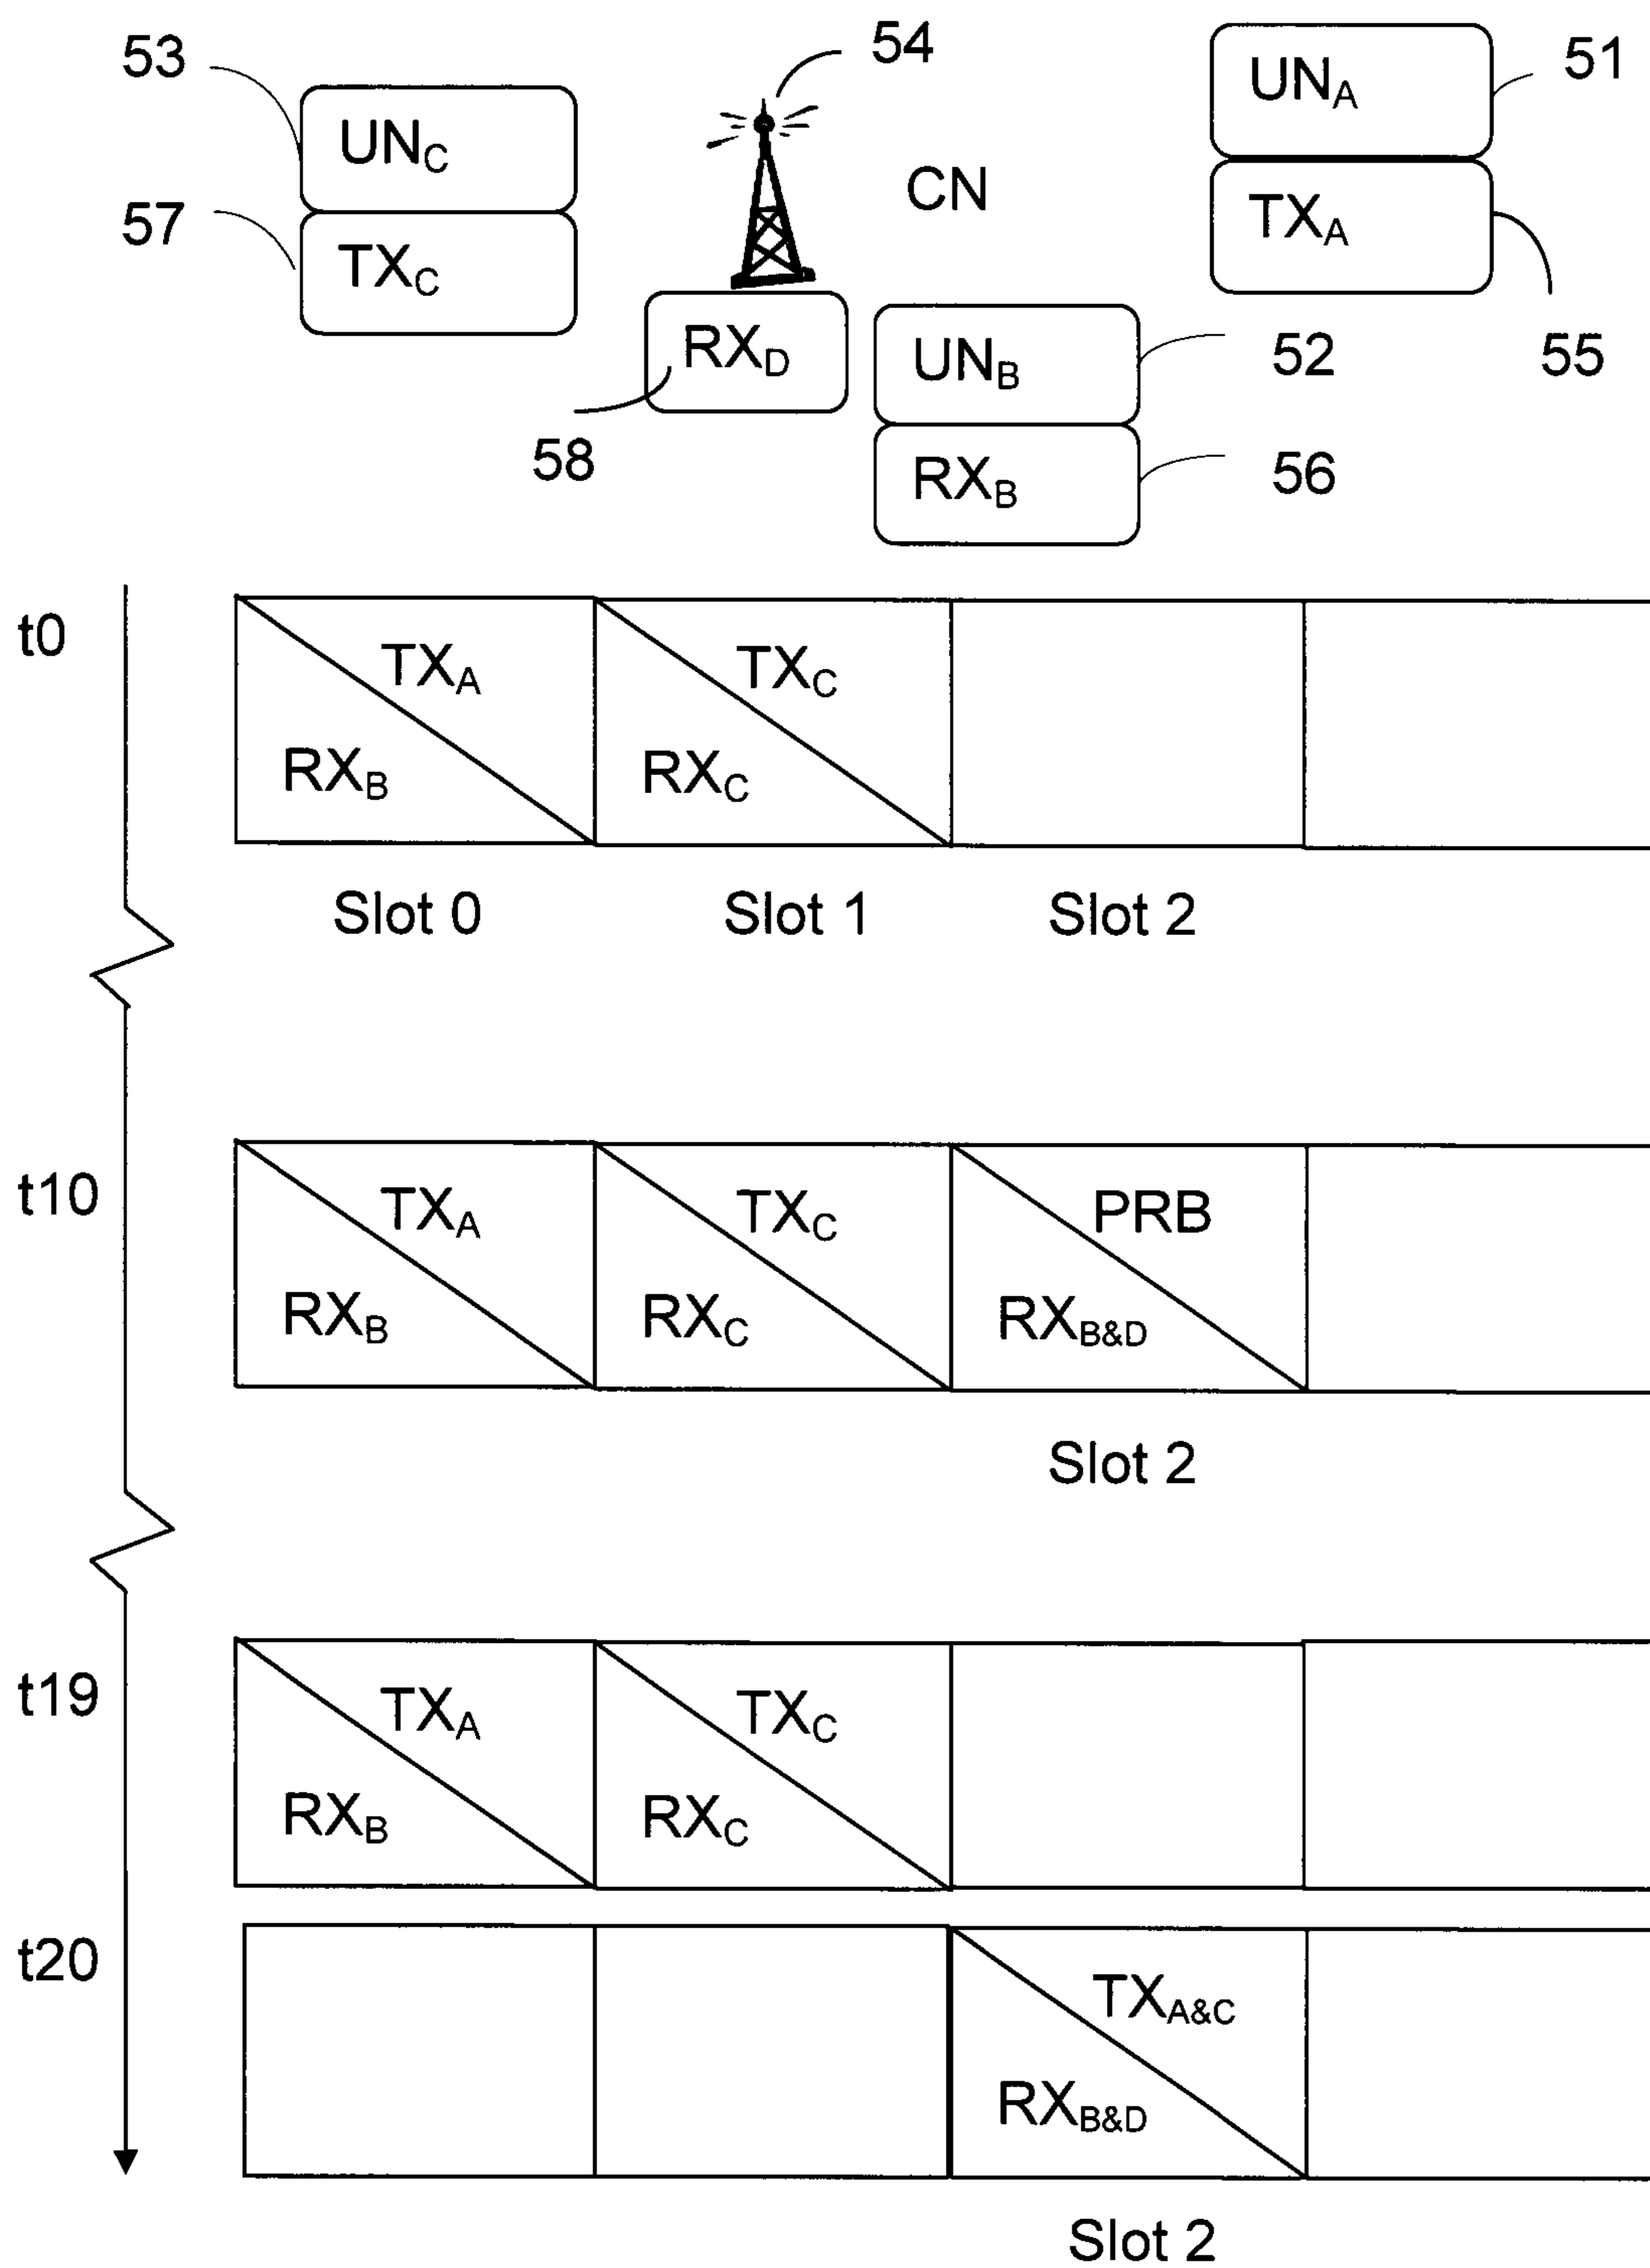 53 54 51
UNC UNA
CN
57 TXC TXA
RXD UNB 52 55
58 RXB 56
t0 TXA TXC
RXB RXC
Slot 0 Slot 1 Slot 2
t10 TXA TXC PRB
RXB RXC RXB&D
Slot 2
t19 TXA TXC
RXB RXC
t20 TXA&C
RXB&D
Slot 2